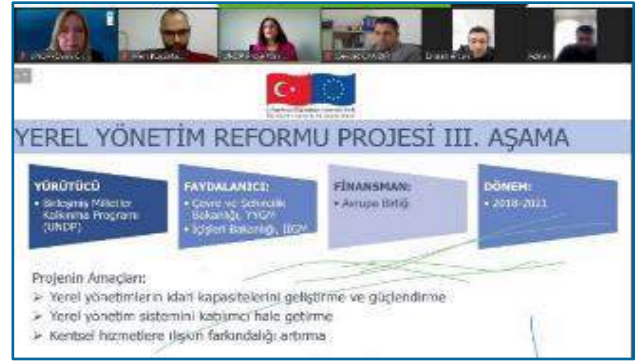 YEREL YÖNETİM REFORMU PROJESİ III. AŞAMA
YÜRÜTÜCÜ
• Birleşmiş Milletler
Kalkınma Programı
(UNDP)
FAYDALANICI:
• Çevre ve Şehircilik
Bakanlığı, YYGM
• İçişleri Bakanlığı, İİGM
FİNANSMAN:
• Avrupa Birliği
DÖNEM:
• 2018-2021
Projenin Amaçları:
➢ Yerel yönetimlerin idari kapasitelerini geliştirme ve güçlendirme
➢ Yerel yönetim sistemini katılımcı hale getirme
➢ Kentsel hizmetlere ilişkin farkındalığı artırma